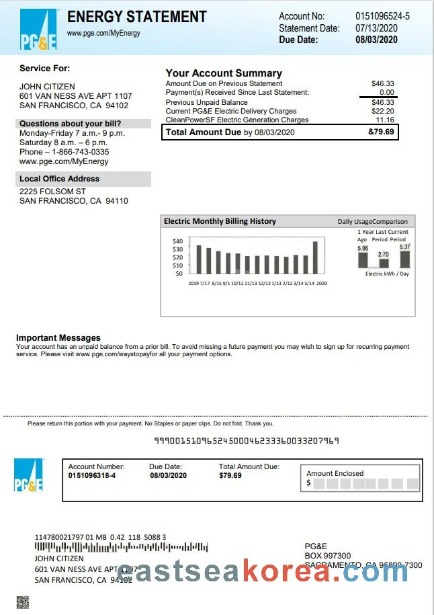 PG&E
ENERGY STATEMENT
www.pge.com/MyEnergy
Account No: 0151096524-5
Statement Date: 07/13/2020
Due Date: 08/03/2020
Service For:
JOHN CITIZEN
601 VAN NESS AVE APT 1107
SAN FRANCISCO, CA 94102
Questions about your bill?
Monday-Friday 7 a.m.- 9 p.m.
Saturday 8 a.m. – 6 p.m.
Phone – 1-866-743-0335
www.pge.com/MyEnergy
Local Office Address
2225 FOLSOM ST
SAN FRANCISCO, CA 94110
Your Account Summary
Amount Due on Previous Statement $46.33
Payment(s) Received Since Last Statement: 0.00
Previous Unpaid Balance $46.33
Current PG&E Electric Delivery Charges $22.20
CleanPowerSF Electric Generation Charges 11.16
Total Amount Due by 08/03/2020 &79.69
Electric Monthly Billing History
Daily UsageComparison
1 Year Last Current
Ago Period Period
5.06 2.70 5.37
Electric kWh / Day
$40
$30
$20
$10
$0
2019 7/17 8/15 9/1 10/12 11/13 12/13 1/13 2/12 3/14 5/14 2020
Important Messages
Your account has an unpaid balance from a prior bill. To avoid missing a future payment you may wish to sign up for recurring payment
service. Please visit www.pge.com/waystopayfor all your payment options.
Please return this portion with your payment. No Staples or paper clips. Do not fold. Thank you.
PG&E
Account Number: Due Date: Total Amount Due:
0151096318-4 08/03/2020 $79.69
Amount Enclosed
$
114780021797 01 MB 0.42 118 5088 3
JOHN CITIZEN
601 VAN NESS AVE APT 1107
SAN FRANCISCO, CA 94102
PG&E
BOX 997300
SACRAMENTO, CA 95899-7300
eastseakorea.com